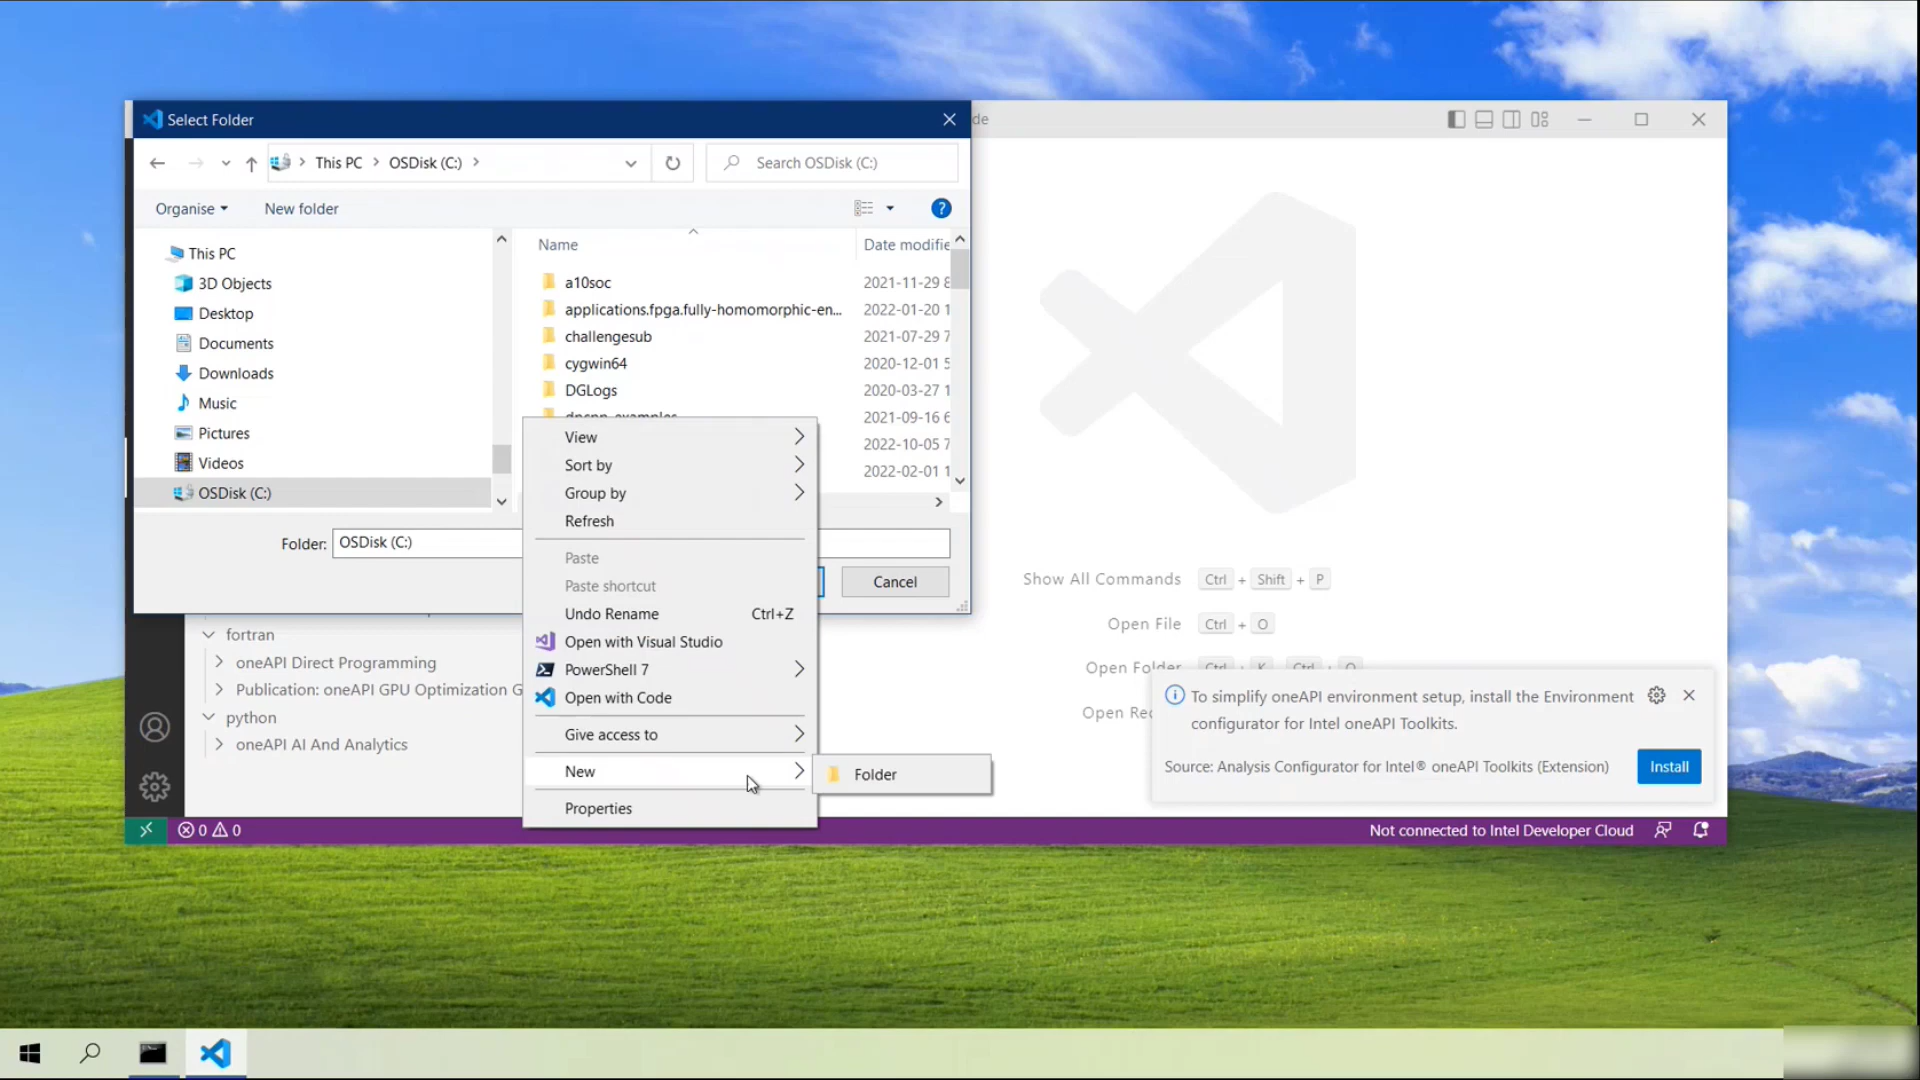 Select Folder
de
This PC
OSDisk (C:)
Search OSDisk (C:)
Organise
New folder
?
This PC
3D Objects
Desktop
Documents
Downloads
Music
Pictures
Videos
OSDisk (C:)
Name
Date modifie
a10soc
2021-11-29 8
applications.fpga.fully-homomorphic-en...
2022-01-20 1
challengesub
2021-07-29 7
cygwin64
2020-12-01 5
DGLogs
2020-03-27 1
dpcpp_examples
2021-09-16 6
2022-10-05 7
2022-02-01 1
Folder:
OSDisk (C:)
Cancel
View
Sort by
Group by
Refresh
Paste
Paste shortcut
Undo Rename Ctrl+Z
Open with Visual Studio
PowerShell 7
Open with Code
Give access to
New
Folder
Properties
fortran
oneAPI Direct Programming
Publication: oneAPI GPU Optimization G
python
oneAPI AI And Analytics
Show All Commands Ctrl + Shift + P
Open File Ctrl + O
Open Folder Ctrl + K Ctrl + O
Open Rec
To simplify oneAPI environment setup, install the Environment
configurator for Intel oneAPI Toolkits.
Source: Analysis Configurator for Intel® oneAPI Toolkits (Extension)
Install
0 0
Not connected to Intel Developer Cloud